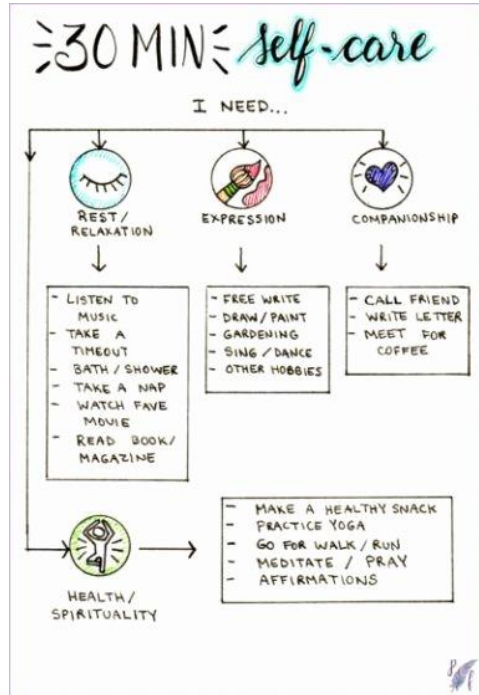 30 MIN self-care
I NEED...
REST/
RELAXATION
EXPRESSION
COMPANIONSHIP
- LISTEN TO
MUSIC
- TAKE A
TIMEOUT
- BATH / SHOWER
- TAKE A NAP
- WATCH FAVE
MOVIE
- READ BOOK/
MAGAZINE
- FREE WRITE
- DRAW/PAINT
- GARDENING
- SING / DANCE
- OTHER HOBBIES
- CALL FRIEND
- WRITE LETTER
- MEET FOR
COFFEE
HEALTH/
SPIRITUALITY
- MAKE A HEALTHY SNACK
- PRACTICE YOGA
- GO FOR WALK / RUN
- MEDITATE / PRAY
- AFFIRMATIONS